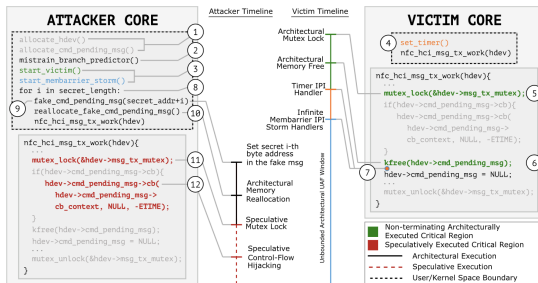 ATTACKER CORE
Attacker Timeline
Victim Timeline
VICTIM CORE
allocate_hdev()
allocate_cmd_pending_msg()
mistrain_branch_predictor()
start_victim()
start_membarrier_storm()
for i in secret_length:
fake_cmd_pending_msg(secret_addr+i)
reallocate_fake_cmd_pending_msg()
nfc_hci_msg_tx_work(hdev)
1
2
3
8
9
10
nfc_hci_msg_tx_work(hdev){
...
mutex_lock(&hdev->msg_tx_mutex);
if(hdev->cmd_pending_msg->cb){
hdev->cmd_pending_msg->cb(
hdev->cmd_pending_msg->
cb_context, NULL, -ETIME);
}
kfree(hdev->cmd_pending_msg);
hdev->cmd_pending_msg = NULL;
...
mutex_unlock(&hdev->msg_tx_mutex);
}
11
12
Set secret i-th
byte address
in the fake msg
Architectural
Memory
Reallocation
Speculative
Mutex Lock
Speculative
Control-Flow
Hijacking
Architectural
Mutex Lock
Architectural
Memory Free
Timer IPI
Handler
Infinite
Membarrier IPI
Storm Handlers
Unbounded Architectural UAF Window
4
set_timer()
nfc_hci_msg_tx_work(hdev)
nfc_hci_msg_tx_work(hdev){
...
mutex_lock(&hdev->msg_tx_mutex);
if(hdev->cmd_pending_msg->cb){
hdev->cmd_pending_msg->cb(
hdev->cmd_pending_msg->
cb_context, NULL, -ETIME);
}
kfree(hdev->cmd_pending_msg);
hdev->cmd_pending_msg = NULL;
...
mutex_unlock(&hdev->msg_tx_mutex);
}
5
6
7
Non-terminating Architecturally
Executed Critical Region
Speculatively Executed Critical Region
Architectural Execution
Speculative Execution
User/Kernel Space Boundary